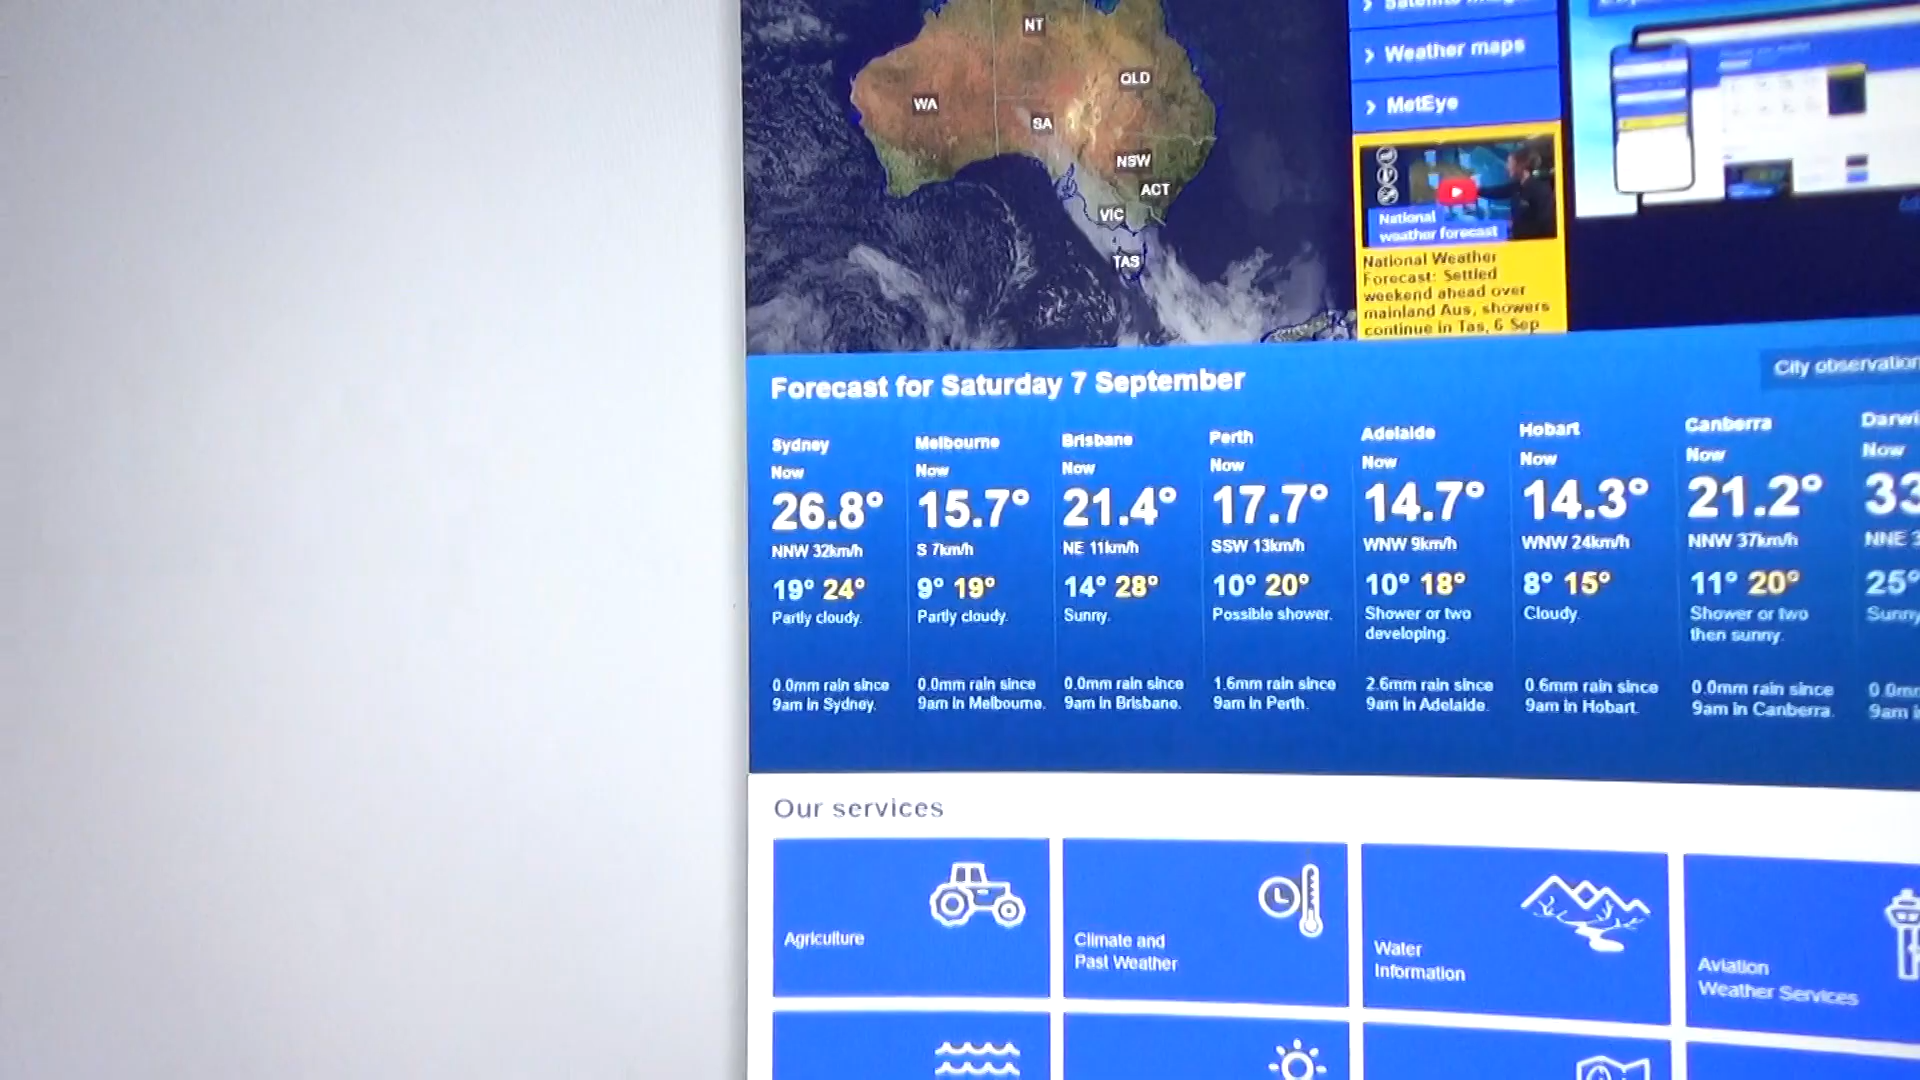 NT
QLD
WA
SA
NSW
ACT
VIC
TAS
Weather maps
MetEye
National
weather forecast
National Weather
Forecast: Settled
weekend ahead over
mainland Aus, showers
continue in Tas, 6 Sep
Forecast for Saturday 7 September
City
Sydney
Now
26.8°
NNW 32km/h
19° 24°
Partly cloudy.
0.0mm rain since
9am in Sydney.
Melbourne
Now
15.7°
S 7km/h
9° 19°
Partly cloudy.
0.0mm rain since
9am in Melbourne.
Brisbane
Now
21.4°
NE 11km/h
14° 28°
Sunny.
0.0mm rain since
9am in Brisbane.
Perth
Now
17.7°
SSW 13km/h
10° 20°
Possible shower.
1.6mm rain since
9am in Perth.
Adelaide
Now
14.7°
WNW 9km/h
10° 18°
Shower or two
developing.
2.6mm rain since
9am in Adelaide.
Hobart
Now
14.3°
WNW 24km/h
8° 15°
Cloudy.
0.6mm rain since
9am in Hobart.
Canberra
Now
21.2°
NNW 37km/h
11° 20°
Shower or two
then sunny.
0.0mm rain since
9am in Canberra.
Now
NNE
25°
Sunny
9am
Our services
Agriculture
Climate and
Past Weather
Water
Information
Aviation
Weather Services